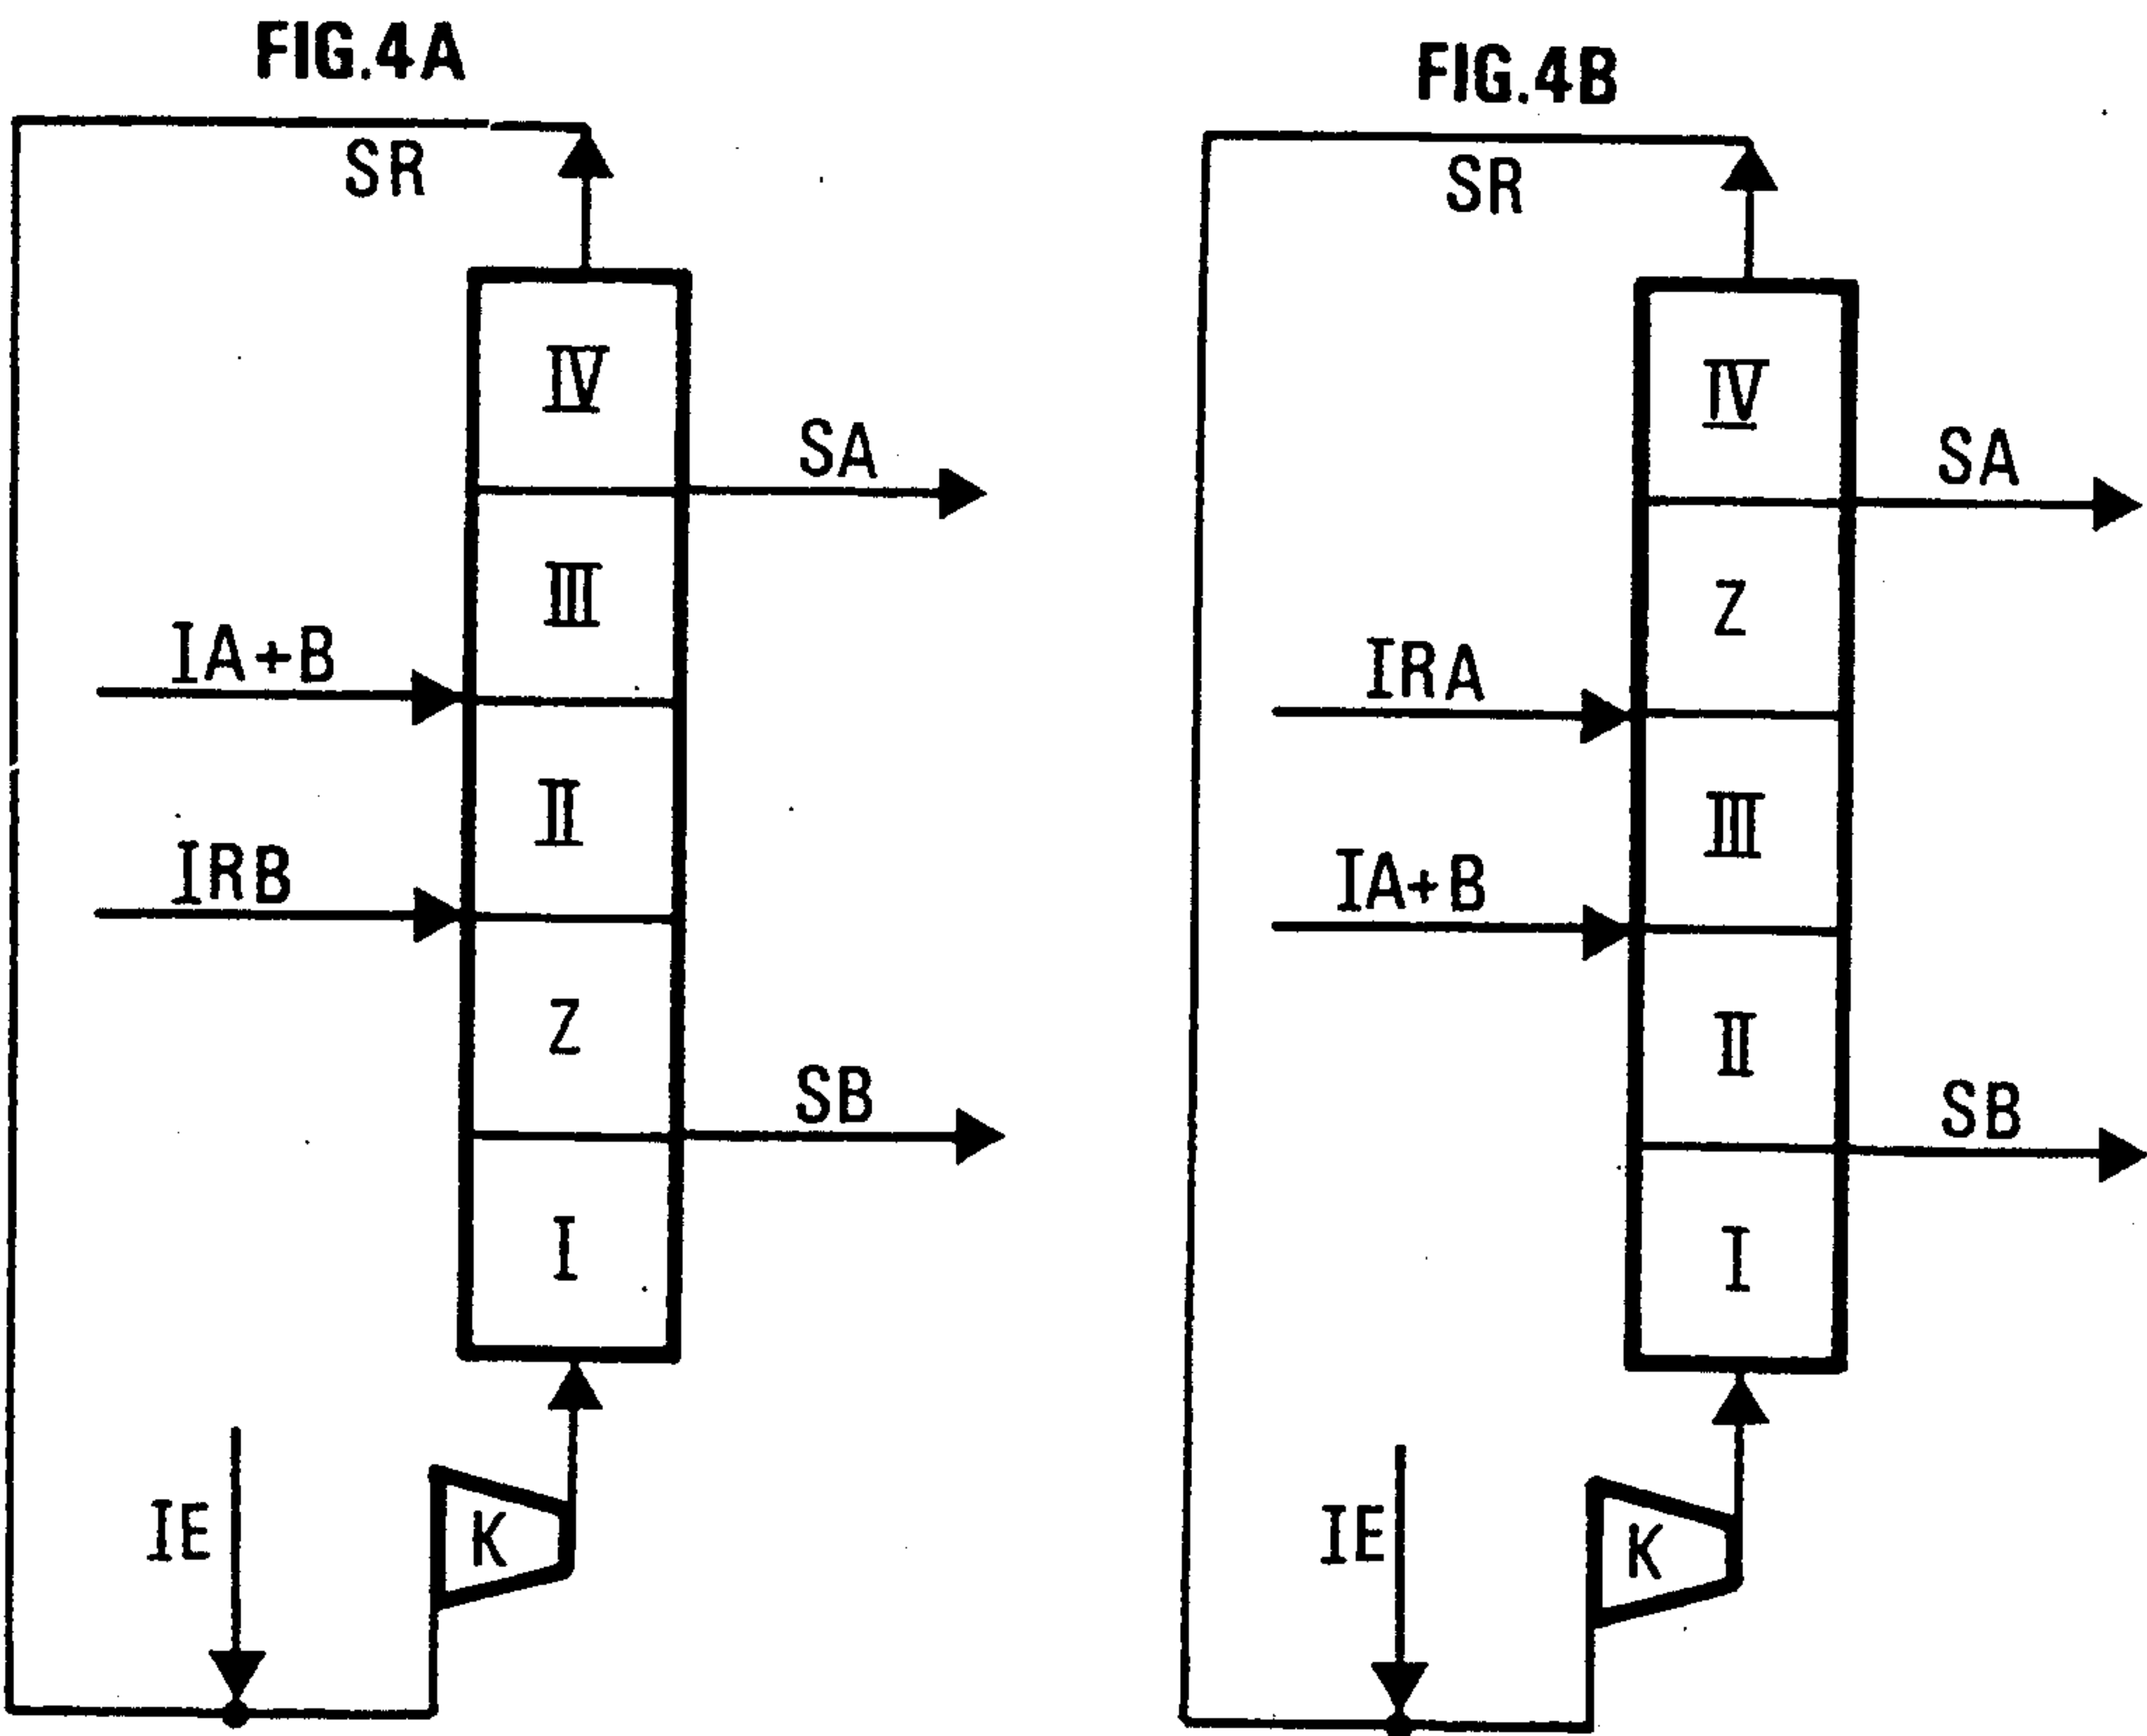 FIG.4A
SR
IV
SA
III
IA+B
II
IRB
Z
SB
I
IE
K
FIG.4B
SR
IV
SA
Z
IRA
III
IA+B
II
SB
I
IE
K